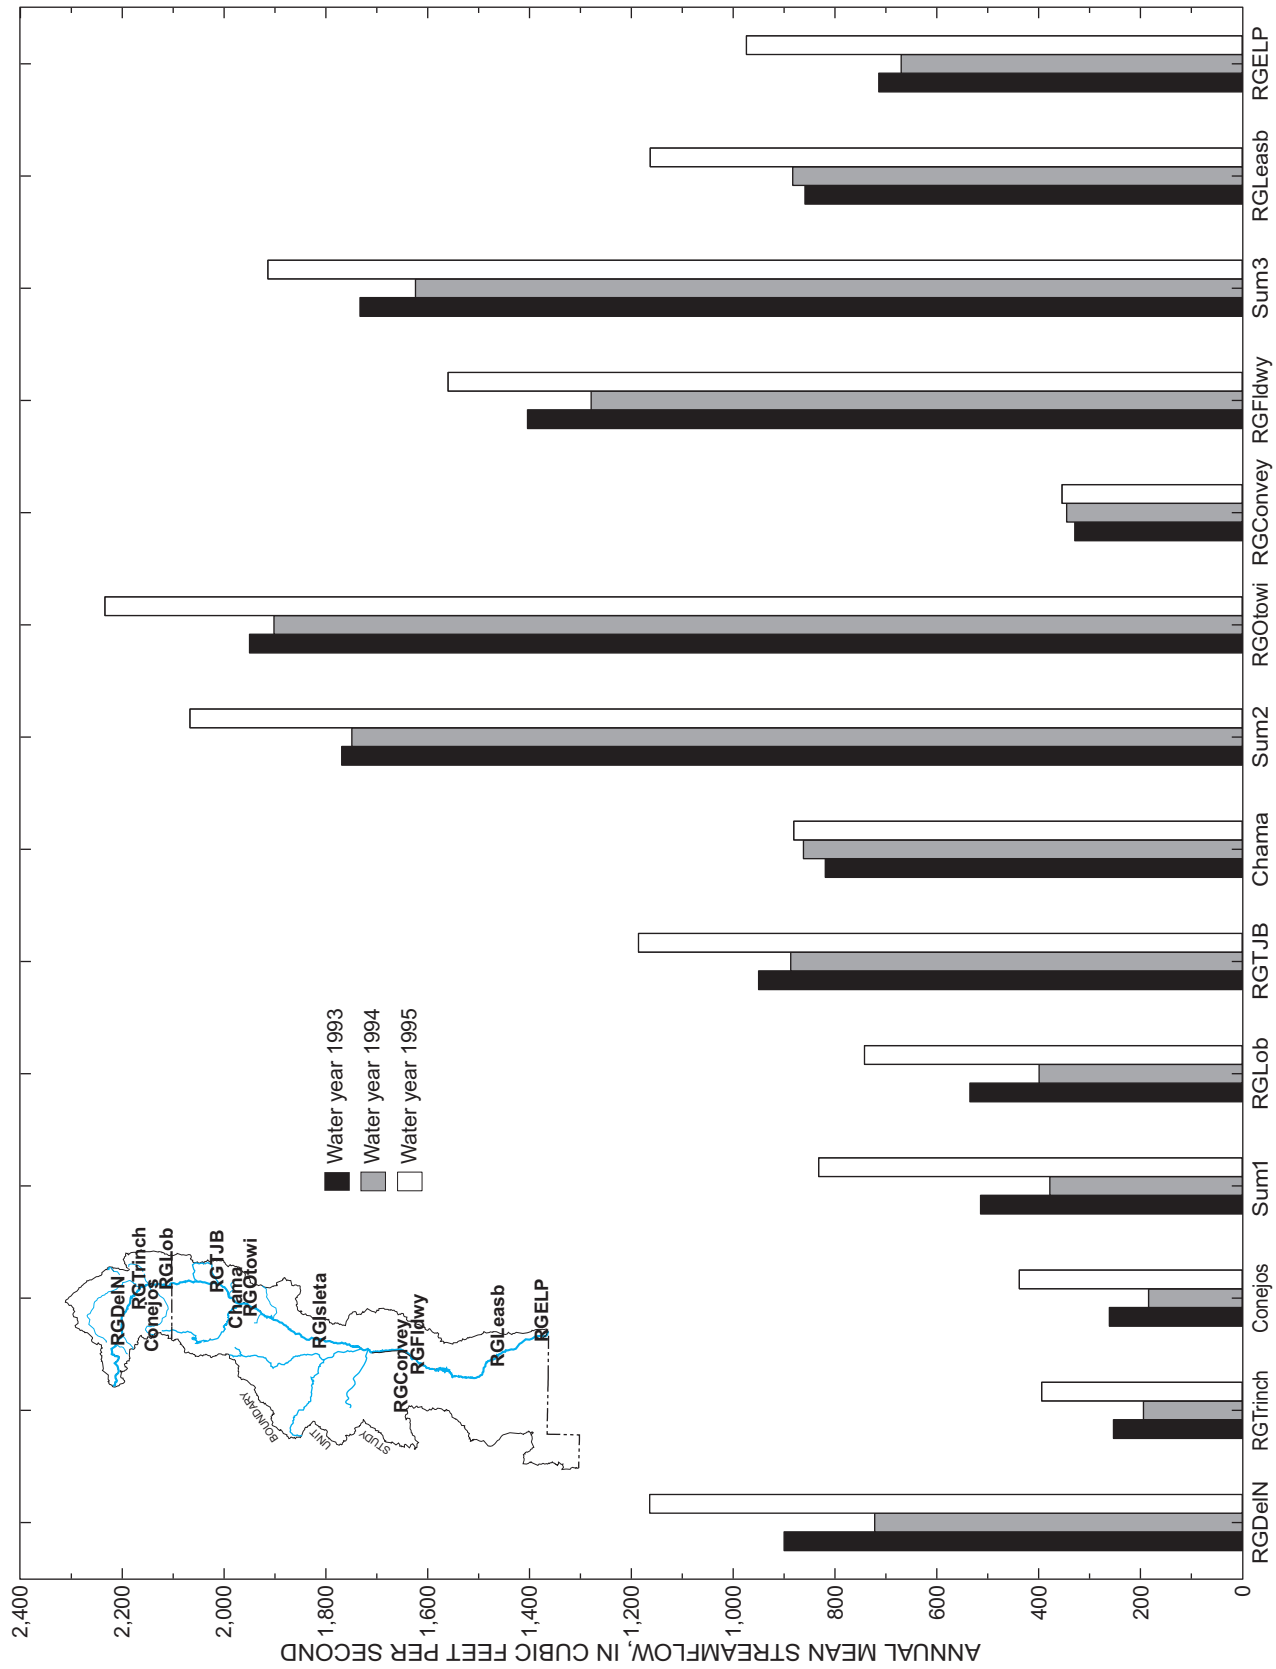 ANNUAL MEAN STREAMFLOW, IN CUBIC FEET PER SECOND
2,400
2,200
2,000
1,800
1,600
1,400
1,200
1,000
800
600
400
200
0
RGDelN
RGTrinch
Conejos
RGLob
RGTJB
Chama
RGOtowi
RGIsleta
RGConvey
RGFldwy
RGLeasb
RGELP
STUDY UNIT BOUNDARY
Water year 1993
Water year 1994
Water year 1995
RGDelN RGTrinch Conejos Sum1 RGLob RGTJB Chama Sum2 RGOtowi RGConvey RGFldwy Sum3 RGLeasb RGELP